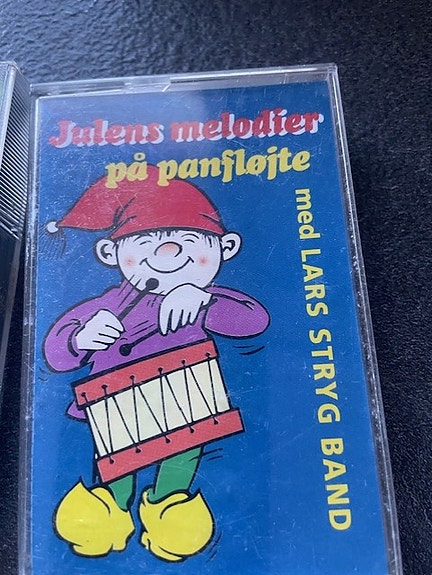 Julens melodier
på panfløjte
med LARS STRYG BAND